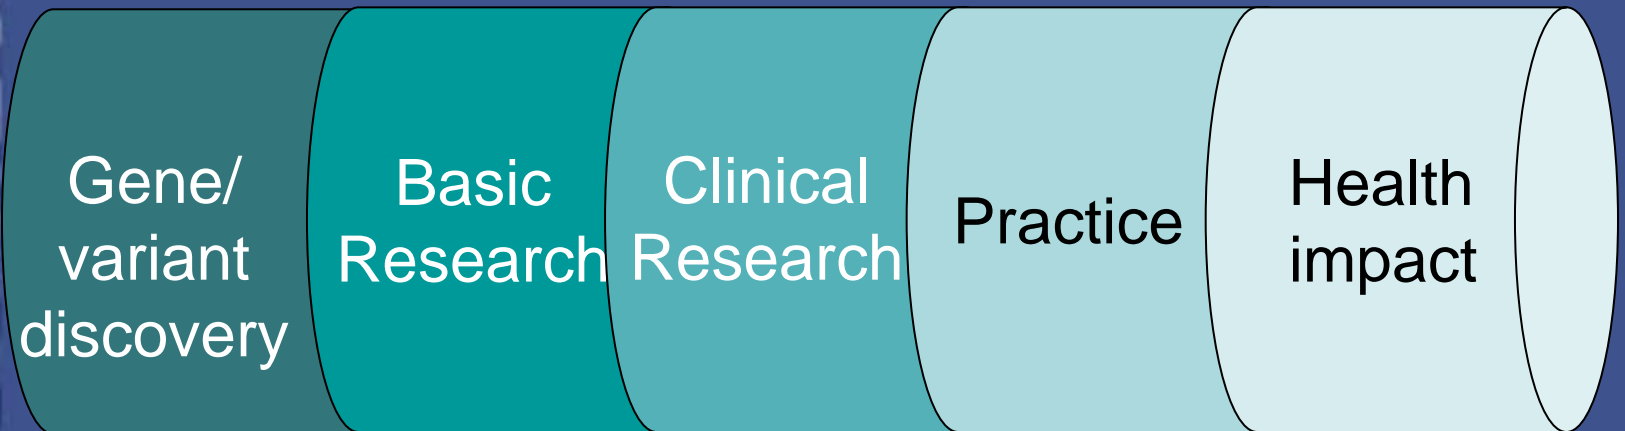 Gene/
variant
discovery
Basic
Research
Clinical
Research
Practice
Health
impact